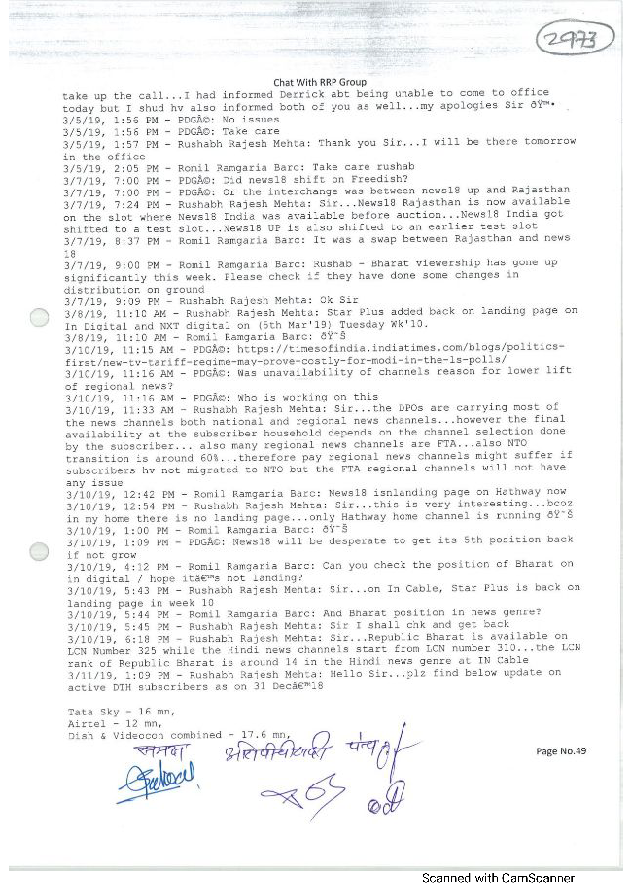 2973
Chat With RRP Group
take up the call...I had informed Derrick abt being unable to come to office
today but I shud hv also informed both of you as well...my apologies Sir ðŸ™•
3/5/19, 1:56 PM - PDGÂ©: No issues
3/5/19, 1:56 PM - PDGÂ©: Take care
3/5/19, 1:57 PM - Rushabh Rajesh Mehta: Thank you Sir...I will be there tomorrow
in the office
3/5/19, 2:05 PM - Romil Ramgaria Barc: Take care rushab
3/7/19, 7:00 PM - PDGÂ©: Did news18 shift on Freedish?
3/7/19, 7:00 PM - PDGÂ©: Or the interchange was between news18 up and Rajasthan
3/7/19, 7:24 PM - Rushabh Rajesh Mehta: Sir...News18 Rajasthan is now available
on the slot where News18 India was available before auction...News18 India got
shifted to a test slot...News18 UP is also shifted to an earlier test slot
3/7/19, 8:37 PM - Romil Ramgaria Barc: It was a swap between Rajasthan and news
18
3/7/19, 9:00 PM - Romil Ramgaria Barc: Rushab - Bharat viewership has gone up
significantly this week. Please check if they have done some changes in
distribution on ground
3/7/19, 9:09 PM - Rushabh Rajesh Mehta: Ok Sir
3/8/19, 11:10 AM - Rushabh Rajesh Mehta: Star Plus added back on landing page on
In Digital and NXT digital on (5th Mar'19) Tuesday Wk'10.
3/8/19, 11:10 AM - Romil Ramgaria Barc: ðŸ˜Š
3/10/19, 11:15 AM - PDGÂ©: https://timesofindia.indiatimes.com/blogs/politics-
first/new-tv-tariff-regime-may-prove-costly-for-modi-in-the-ls-polls/
3/10/19, 11:16 AM - PDGÂ©: Was unavailability of channels reason for lower lift
of regional news?
3/10/19, 11:16 AM - PDGÂ©: Who is working on this
3/10/19, 11:33 AM - Rushabh Rajesh Mehta: Sir...the DPOs are carrying most of
the news channels both national and regional news channels...however the final
availability at the subscriber household depends on the channel selection done
by the subscriber... also many regional news channels are FTA...also NTO
transition is around 60%...therefore pay regional news channels might suffer if
subscribers hv not migrated to NTO but the FTA regional channels will not have
any issue
3/10/19, 12:42 PM - Romil Ramgaria Barc: News18 isnlanding page on Hathway now
3/10/19, 12:54 PM - Rushabh Rajesh Mehta: Sir...this is very interesting...bcoz
in my home there is no landing page...only Hathway home channel is running ðŸ˜Š
3/10/19, 1:00 PM - Romil Ramgaria Barc: ðŸ˜Š
3/10/19, 1:09 PM - PDGÂ©: News18 will be desperate to get its 5th position back
if not grow
3/10/19, 4:12 PM - Romil Ramgaria Barc: Can you check the position of Bharat on
in digital / hope itâ€™s not landing?
3/10/19, 5:43 PM - Rushabh Rajesh Mehta: Sir...on In Cable, Star Plus is back on
landing page in week 10
3/10/19, 5:44 PM - Romil Ramgaria Barc: And Bharat position in news genre?
3/10/19, 5:45 PM - Rushabh Rajesh Mehta: Sir I shall chk and get back
3/10/19, 6:18 PM - Rushabh Rajesh Mehta: Sir...Republic Bharat is available on
LCN Number 325 while the Hindi news channels start from LCN number 310...the LCN
rank of Republic Bharat is around 14 in the Hindi news genre at IN Cable
3/11/19, 1:09 PM - Rushabh Rajesh Mehta: Hello Sir...plz find below update on
active DTH subscribers as on 31 Decâ€™18
Tata Sky - 16 mn,
Airtel - 12 mn,
Dish & Videocon combined - 17.6 mn,
समक्ष
Page No.49
Scanned with CamScanner